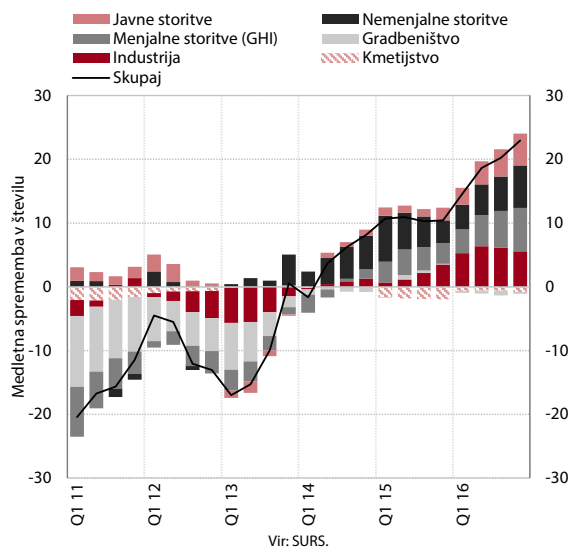 Javne storitve
Nemenjalne storitve
Menjalne storitve (GHI)
Gradbeništvo
Industrija
Kmetijstvo
Skupaj
Medletna sprememba v številu
30 30
20 20
10 10
0 0
-10 -10
-20 -20
-30 -30
Q1 11
Q1 12
Q1 13
Q1 14
Q1 15
Q1 16
Vir: SURS.